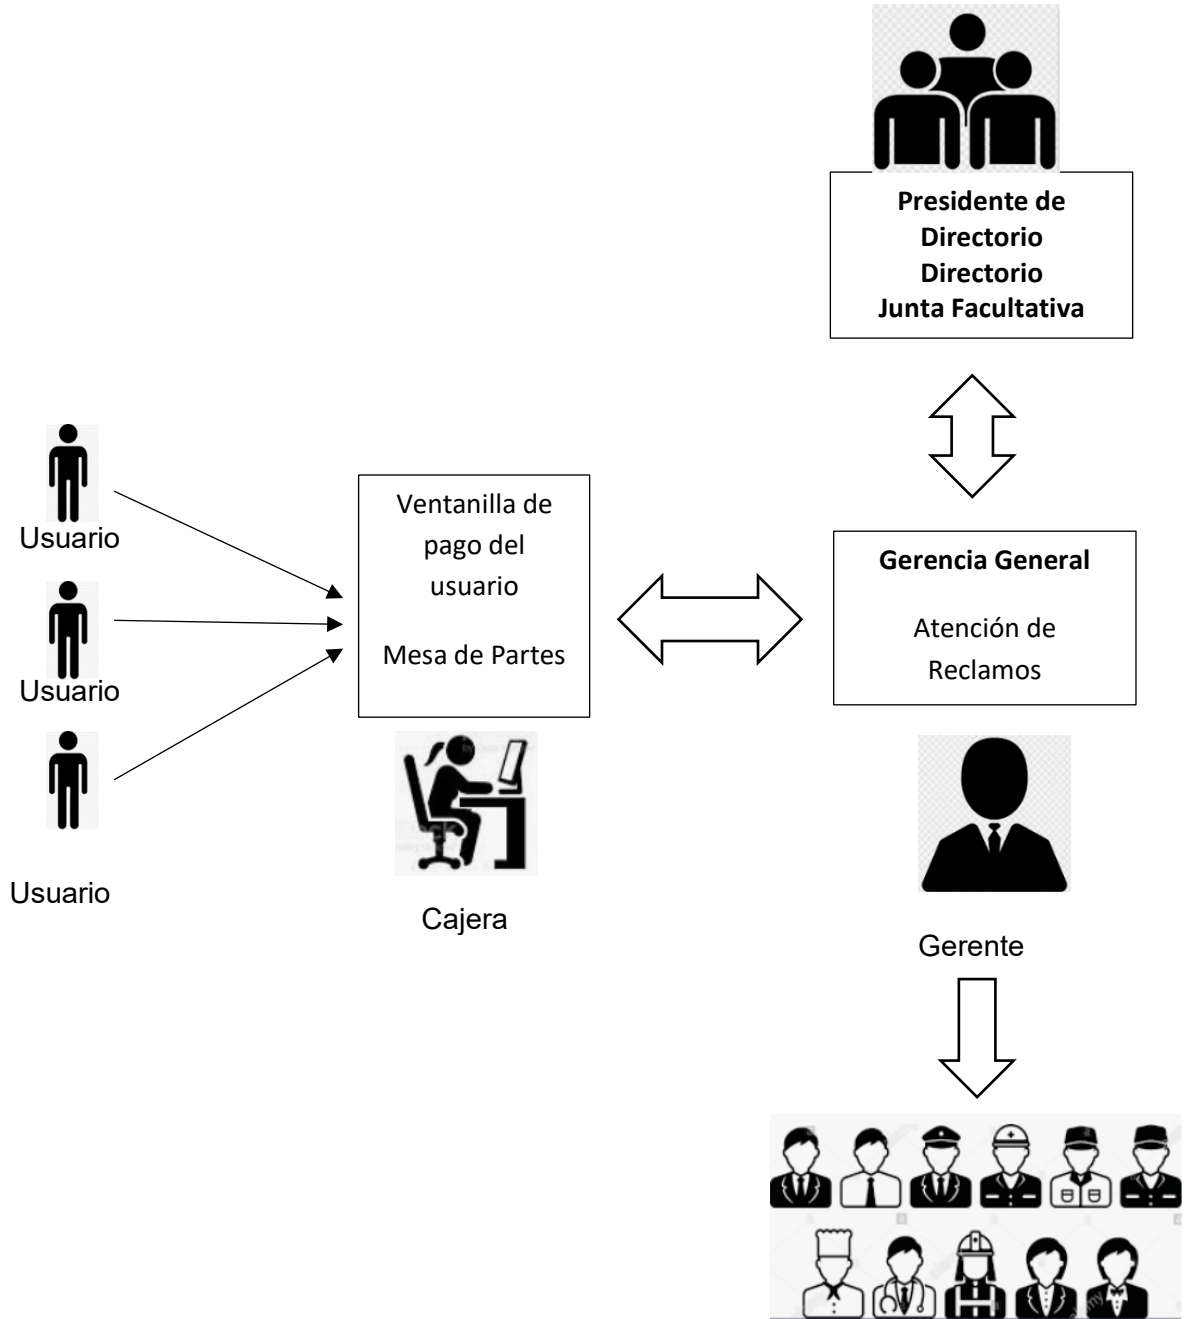 Presidente de
Directorio
Directorio
Junta Facultativa
Usuario
Usuario
Usuario
Ventanilla de
pago del
usuario
Mesa de Partes
Cajera
Gerencia General
Atención de
Reclamos
Gerente